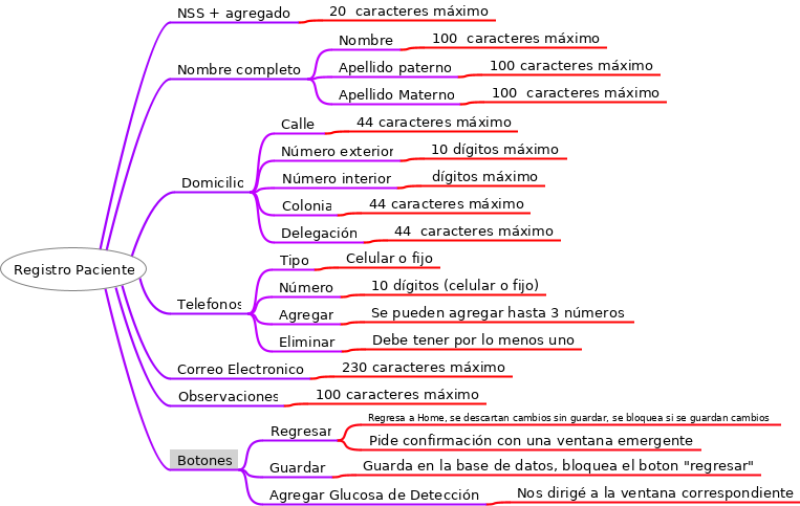 NSS + agregado
20 caracteres máximo
Nombre completo
Nombre
100 caracteres máximo
Apellido paterno
100 caracteres máximo
Apellido Materno
100 caracteres máximo
Domicilio
Calle
44 caracteres máximo
Número exterior
10 dígitos máximo
Número interior
dígitos máximo
Colonia
44 caracteres máximo
Delegación
44 caracteres máximo
Registro Paciente
Telefonos
Tipo
Celular o fijo
Número
10 dígitos (celular o fijo)
Agregar
Se pueden agregar hasta 3 números
Eliminar
Debe tener por lo menos uno
Correo Electronico
230 caracteres máximo
Observaciones
100 caracteres máximo
Botones
Regresar
Regresa a Home, se descartan cambios sin guardar, se bloquea si se guardan cambios
Pide confirmación con una ventana emergente
Guardar
Guarda en la base de datos, bloquea el boton "regresar"
Agregar Glucosa de Detección
Nos dirigé a la ventana correspondiente